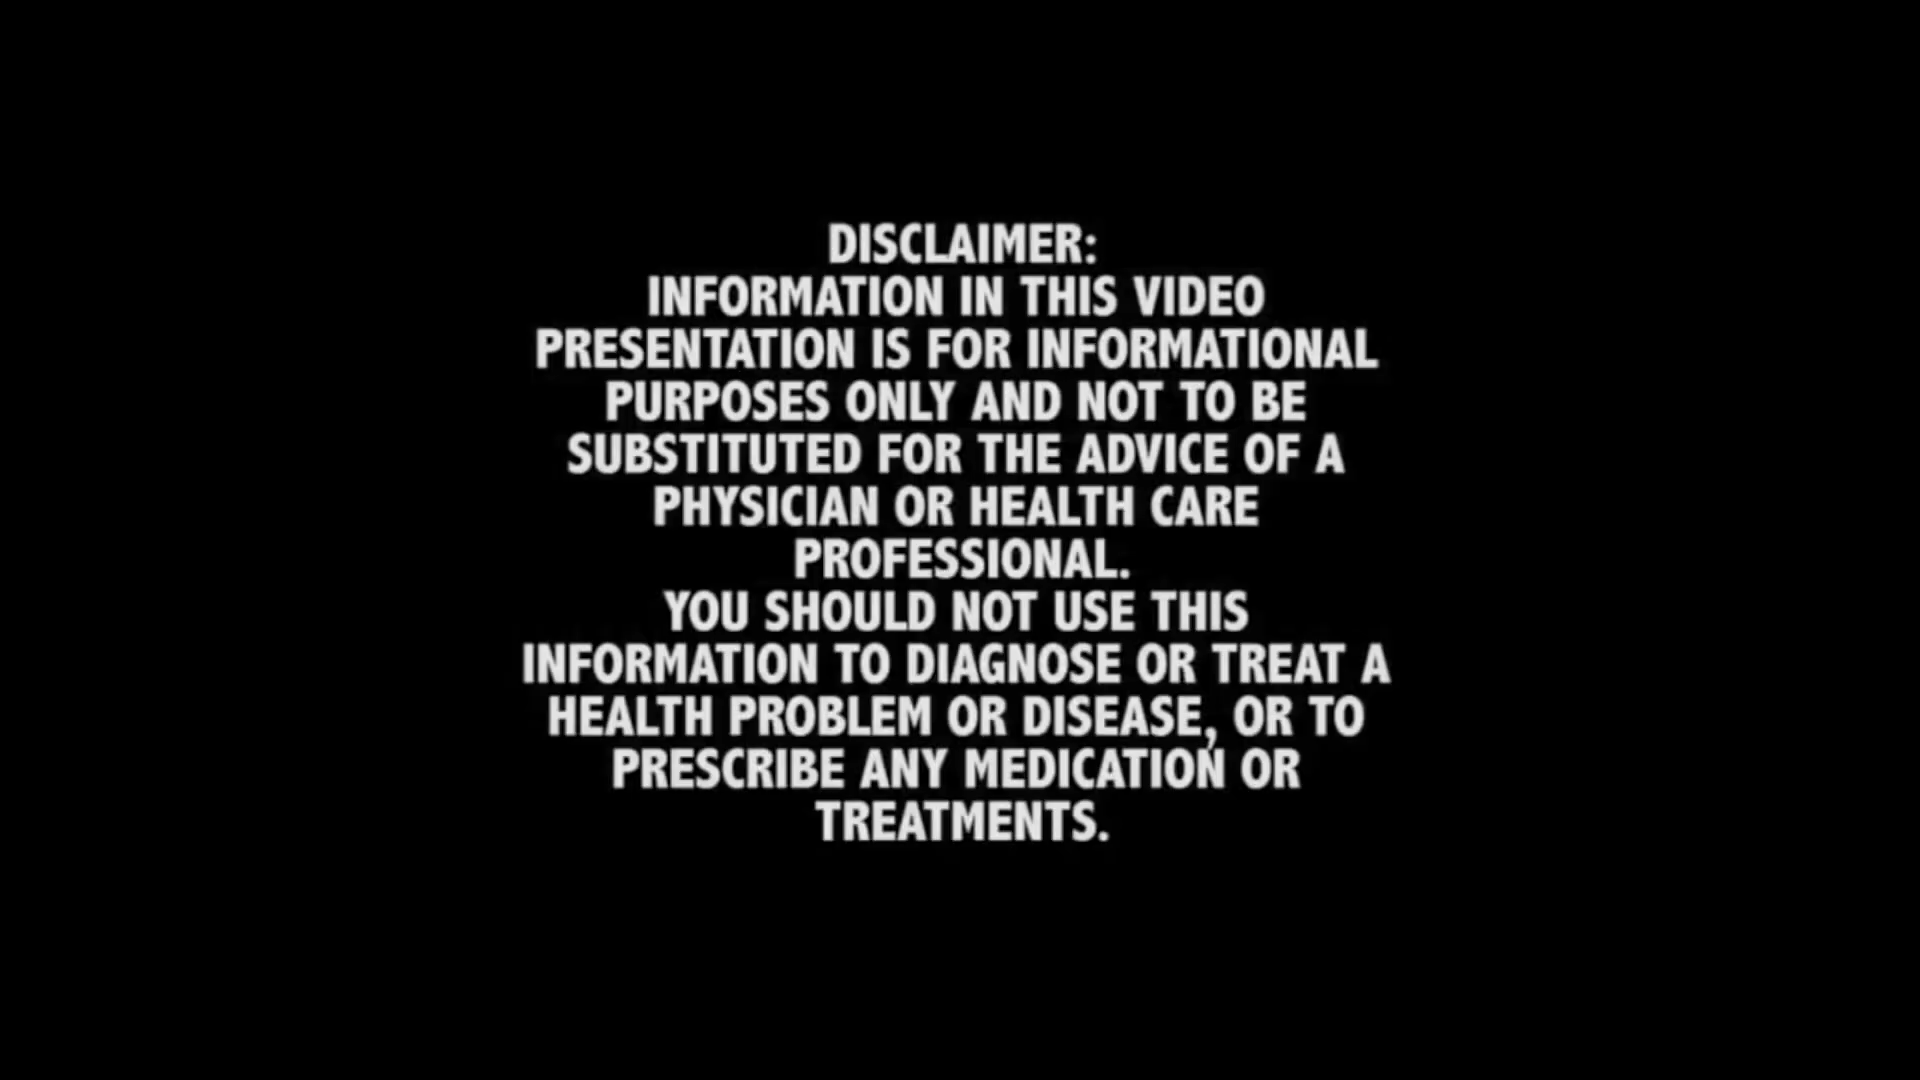 DISCLAIMER:
INFORMATION IN THIS VIDEO
PRESENTATION IS FOR INFORMATIONAL
PURPOSES ONLY AND NOT TO BE
SUBSTITUTED FOR THE ADVICE OF A
PHYSICIAN OR HEALTH CARE
PROFESSIONAL.
YOU SHOULD NOT USE THIS
INFORMATION TO DIAGNOSE OR TREAT A
HEALTH PROBLEM OR DISEASE, OR TO
PRESCRIBE ANY MEDICATION OR
TREATMENTS.